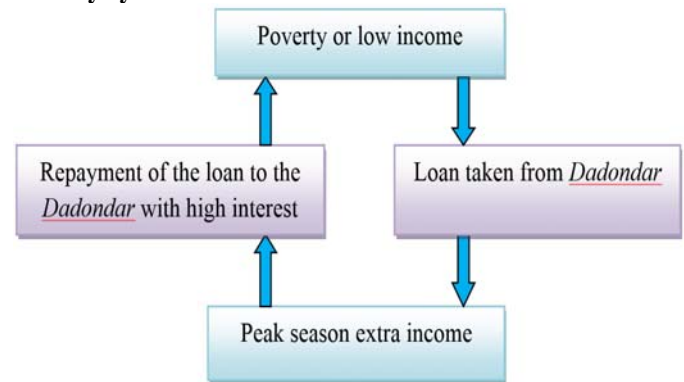 Poverty or low income
Repayment of the loan to the
Dadondar with high interest
Loan taken from Dadondar
Peak season extra income